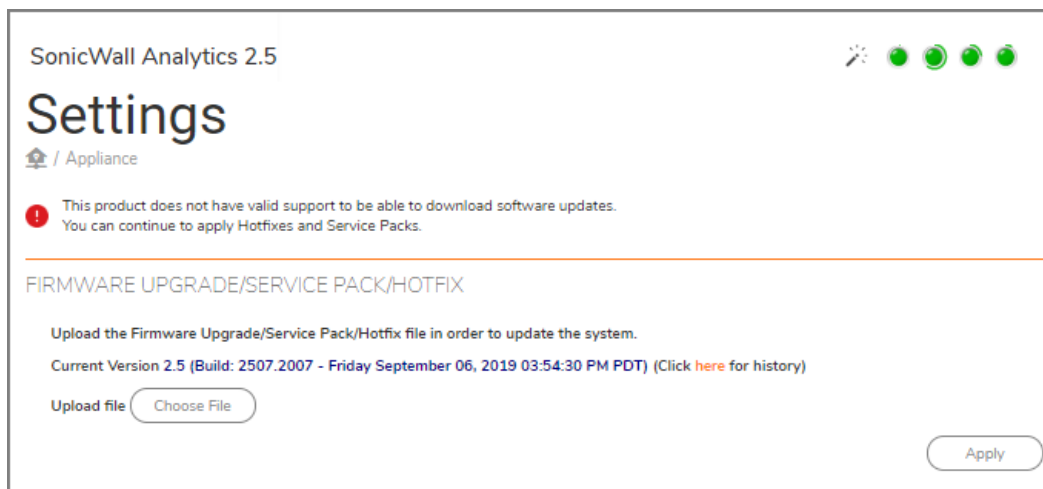 SonicWall Analytics 2.5
Settings
/ Appliance
This product does not have valid support to be able to download software updates.
You can continue to apply Hotfixes and Service Packs.
FIRMWARE UPGRADE/SERVICE PACK/HOTFIX
Upload the Firmware Upgrade/Service Pack/Hotfix file in order to update the system.
Current Version 2.5 (Build: 2507.2007 - Friday September 06, 2019 03:54:30 PM PDT) (Click here for history)
Upload file Choose File
Apply